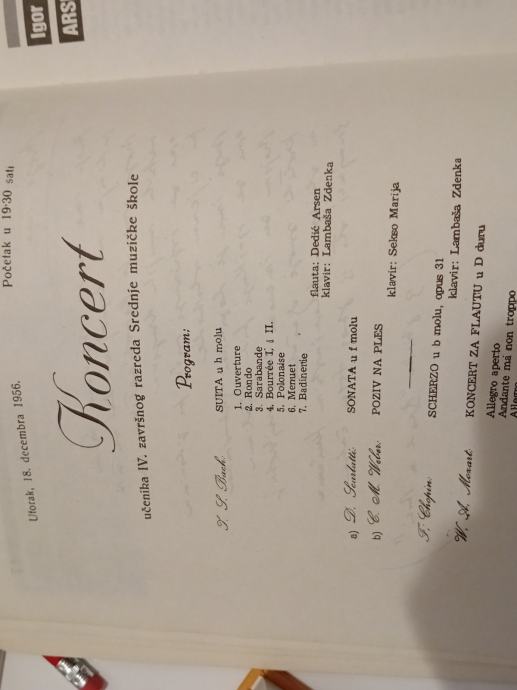 Igor
ARS
Utorak, 18. decembra 1956.
Početak u 19·30 sati
Koncert
učenika IV. završnog razreda Srednje muzičke škole
Program:
J. S. Bach: SUITA u h molu
1. Ouverture
2. Rondo
3. Sarabande
4. Bourrée I. i II.
5. Polonaise
6. Menuet
7. Badinerie
flauta: Dedić Arsen
klavir: Lambaša Zdenka
a) D. Scarlatti: SONATA u f molu
b) C. M. Weber: POZIV NA PLES
klavir: Sekso Marija
F. Chopin: SCHERZO u b molu, opus 31
klavir: Lambaša Zdenka
W. A. Mozart: KONCERT ZA FLAUTU u D duru
Allegro aperto
Andante ma non troppo
Allegro